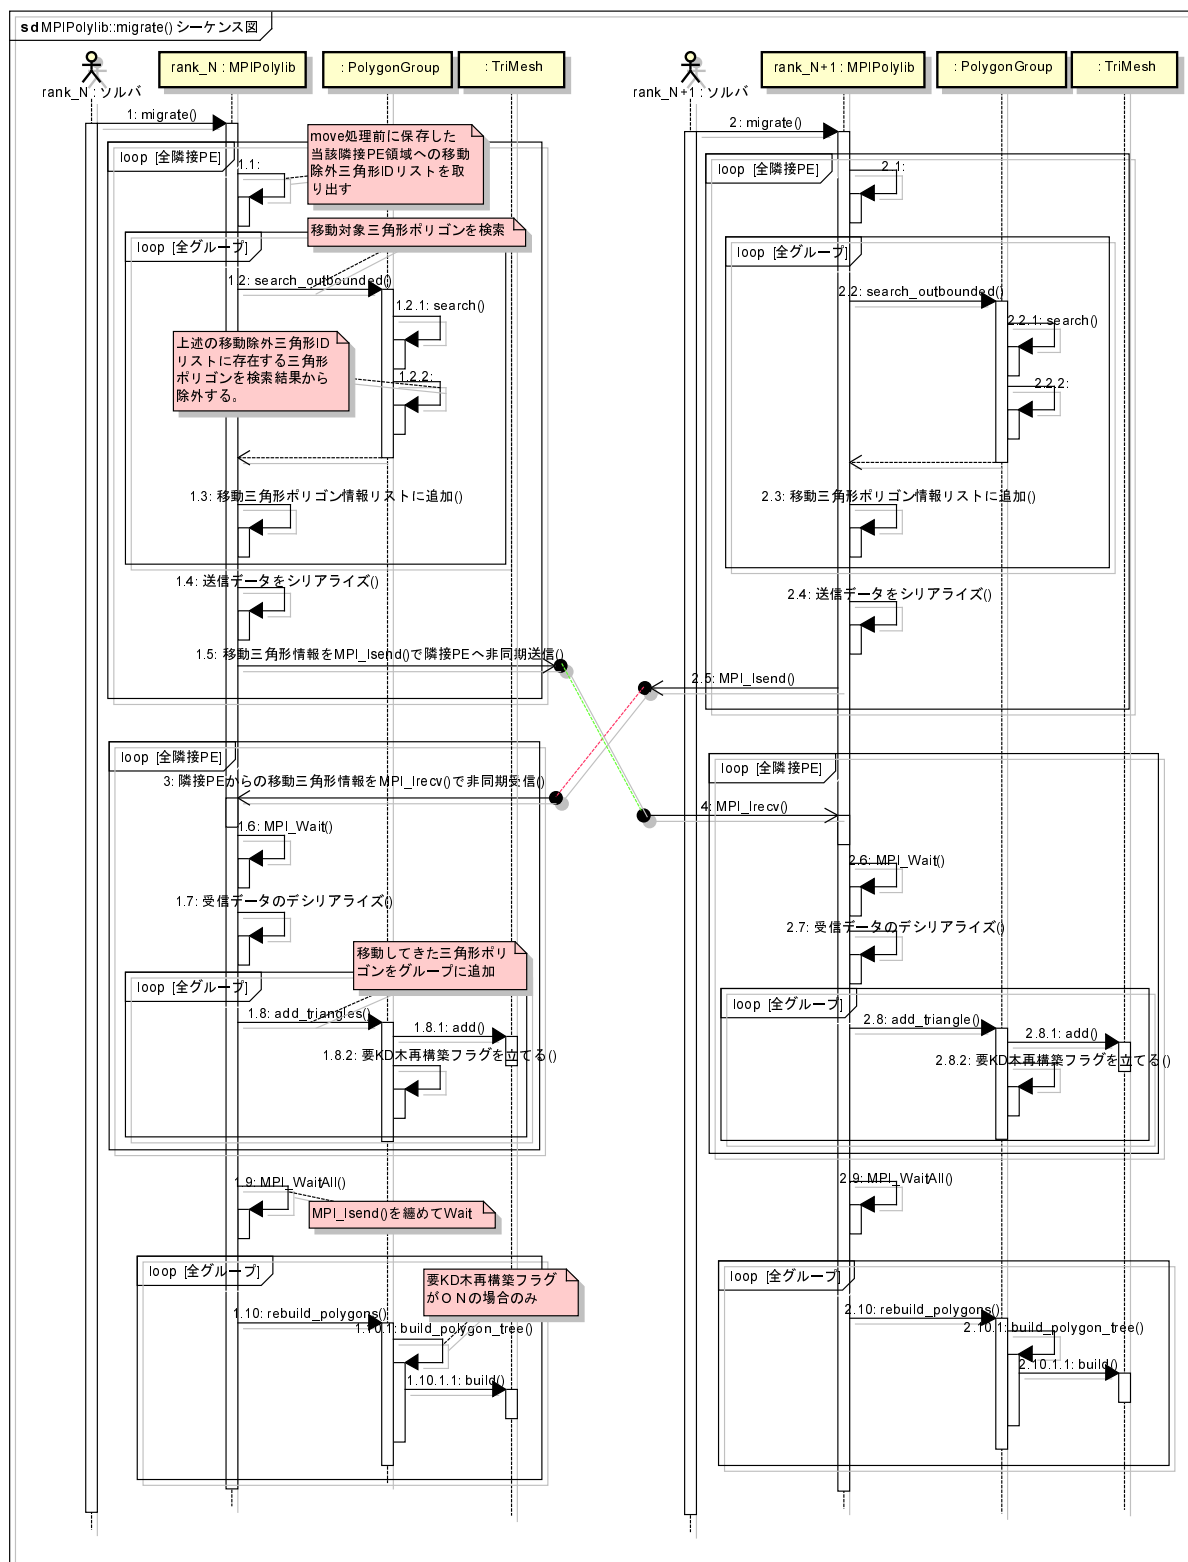 sd MPIPolylib::migrate() シーケンス図
rank_N : ソルバ
rank_N : MPIPolylib
: PolygonGroup
: TriMesh
rank_N+1 : ソルバ
rank_N+1 : MPIPolylib
: PolygonGroup
: TriMesh
1: migrate()
loop [全隣接PE]
1.1:
move処理前に保存した
当該隣接PE領域への移動
除外三角形IDリストを取
り出す
loop [全グループ]
移動対象三角形ポリゴンを検索
1.2: search_outbounded()
1.2.1: search()
上述の移動除外三角形ID
リストに存在する三角形
ポリゴンを検索結果から
除外する。
1.2.2:
1.3: 移動三角形ポリゴン情報リストに追加()
1.4: 送信データをシリアライズ()
1.5: 移動三角形情報をMPI_Isend()で隣接PEへ非同期送信()
loop [全隣接PE]
3: 隣接PEからの移動三角形情報をMPI_Irecv()で非同期受信()
1.6: MPI_Wait()
1.7: 受信データのデシリアライズ()
移動してきた三角形ポリ
ゴンをグループに追加
loop [全グループ]
1.8: add_triangles()
1.8.1: add()
1.8.2: 要KD木再構築フラグを立てる()
1.9: MPI_WaitAll()
MPI_Isend()を纏めてWait
loop [全グループ]
要KD木再構築フラグ
がＯＮの場合のみ
1.10: rebuild_polygons()
1.10.1: build_polygon_tree()
1.10.1.1: build()
2: migrate()
loop [全隣接PE]
2.1:
loop [全グループ]
2.2: search_outbounded()
2.2.1: search()
2.2.2:
2.3: 移動三角形ポリゴン情報リストに追加()
2.4: 送信データをシリアライズ()
2.5: MPI_Isend()
loop [全隣接PE]
4: MPI_Irecv()
2.6: MPI_Wait()
2.7: 受信データのデシリアライズ()
loop [全グループ]
2.8: add_triangle()
2.8.1: add()
2.8.2: 要KD木再構築フラグを立てる()
2.9: MPI_WaitAll()
loop [全グループ]
2.10: rebuild_polygons()
2.10.1: build_polygon_tree()
2.10.1.1: build()